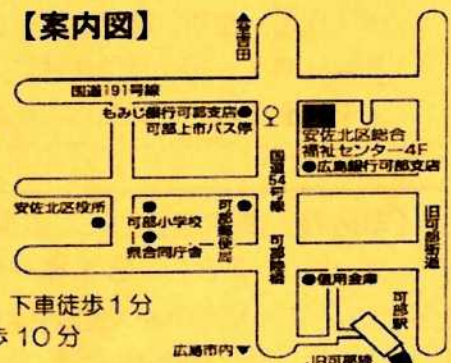 【案内図】
▲至吉田
国道191号線
もみじ銀行可部支店●
可部上市バス停
安佐北区総合
福祉センター4F
●広島銀行可部支店
国道54号線
旧可部街道
安佐北区役所
可部小学校
県合同庁舎
可部郵便局
可部陸橋
●信用金庫
可部駅
下車徒歩1分
歩10分
広島市内▼
JR可部線